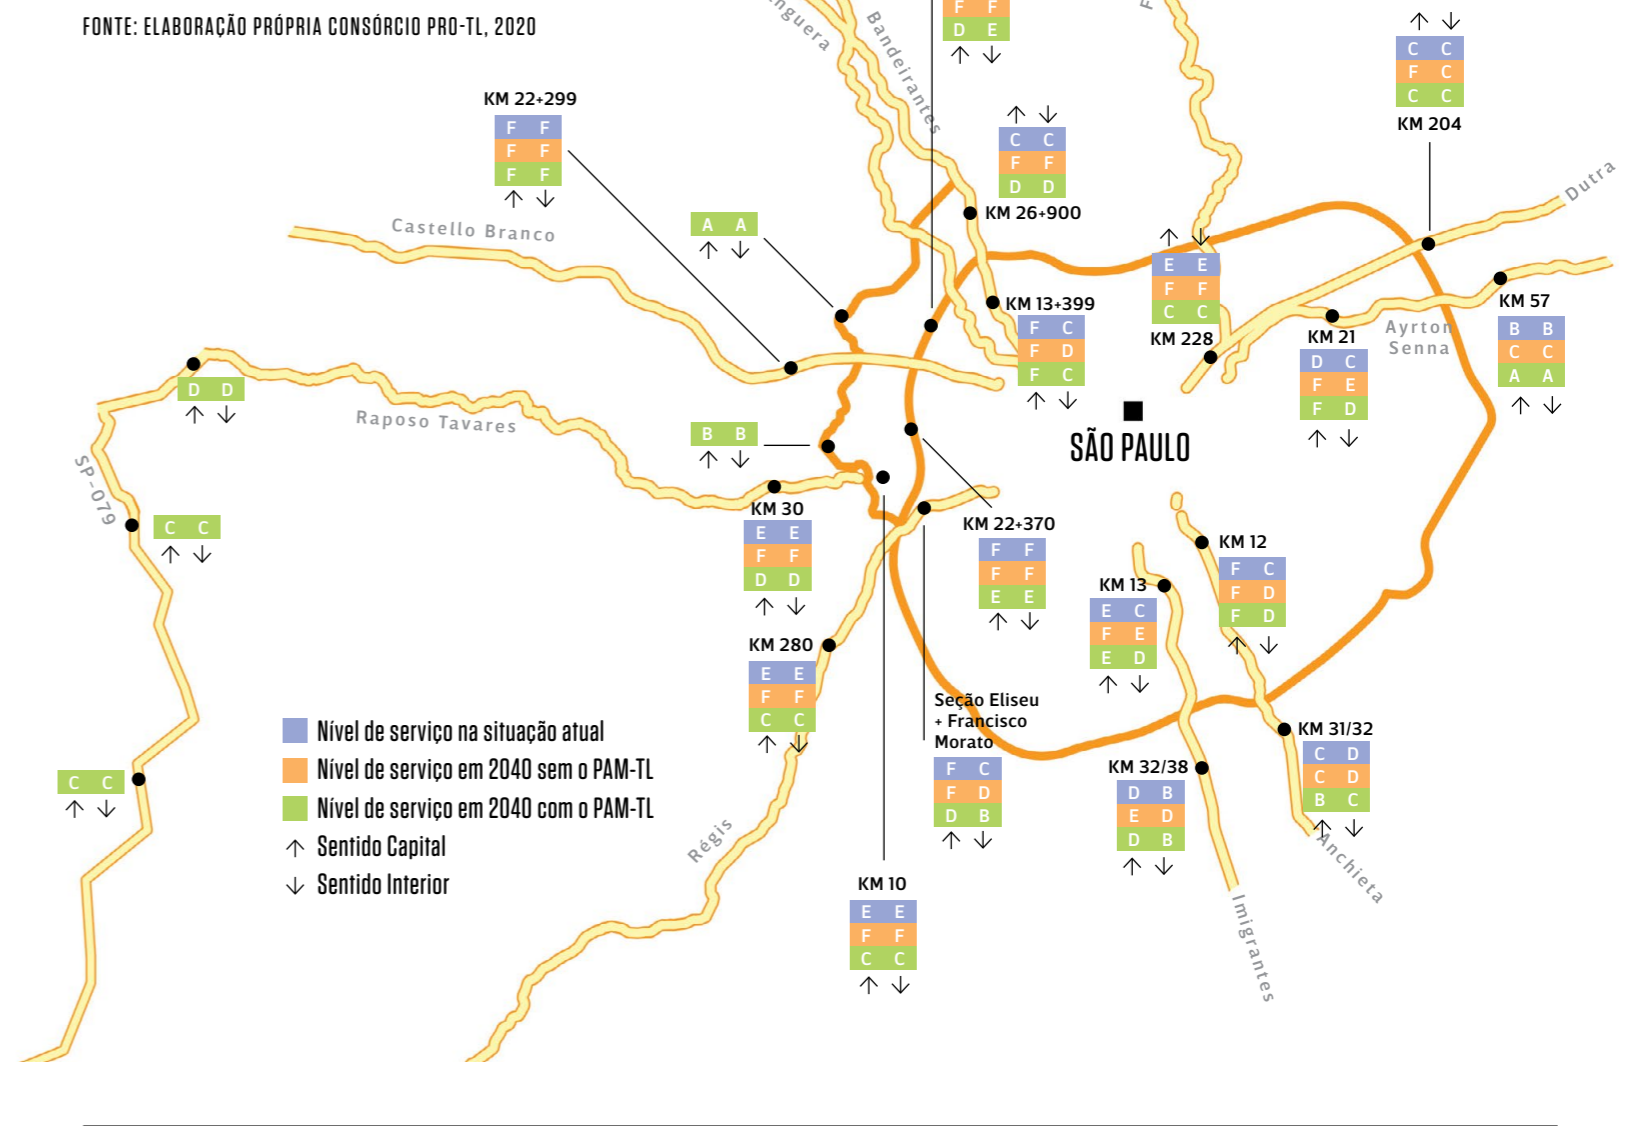 FONTE: ELABORAÇÃO PRÓPRIA CONSÓRCIO PRO-TL, 2020
nguera
Bandeirantes
F F
D E
C C
F C
C C
KM 204
KM 22+299
F F
F F
F F
C C
F F
D D
KM 26+900
Dutra
Castello Branco
A A
E E
F F
C C
KM 228
KM 13+399
F C
F D
F C
KM 21
D C
F E
F D
Ayrton
Senna
KM 57
B B
C C
A A
D D
Raposo Tavares
SÃO PAULO
B B
SP-079
C C
KM 30
E E
F F
D D
KM 22+370
F F
F F
E E
KM 12
F C
F D
F D
KM 13
E C
F E
E D
KM 280
E E
F F
C C
Seção Eliseu
+ Francisco
Morato
F C
F D
D B
KM 31/32
C D
C D
B C
KM 32/38
D B
E D
D B
C C
Nível de serviço na situação atual
Nível de serviço em 2040 sem o PAM-TL
Nível de serviço em 2040 com o PAM-TL
Sentido Capital
Sentido Interior
Régis
Anchieta
KM 10
E E
F F
C C
Imigrantes